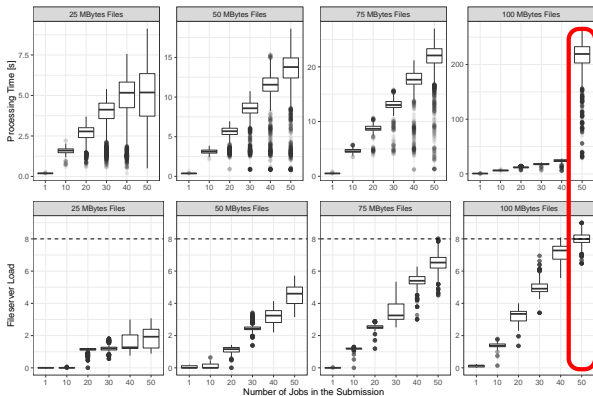 25 MBytes Files 50 MBytes Files 75 MBytes Files 100 MBytes Files
Processing Time [s]
7.5 15 20 200
5.0 10 100
2.5 5 10
0.0 0 0 0
1 10 20 30 40 50 1 10 20 30 40 50 1 10 20 30 40 50 1 10 20 30 40 50
25 MBytes Files 50 MBytes Files 75 MBytes Files 100 MBytes Files
Fileserver Load
8 8 8 8
6 6 6 6
4 4 4 4
2 2 2 2
0 0 0 0
1 10 20 30 40 50 1 10 20 30 40 50 1 10 20 30 40 50 1 10 20 30 40 50
Number of Jobs in the Submission